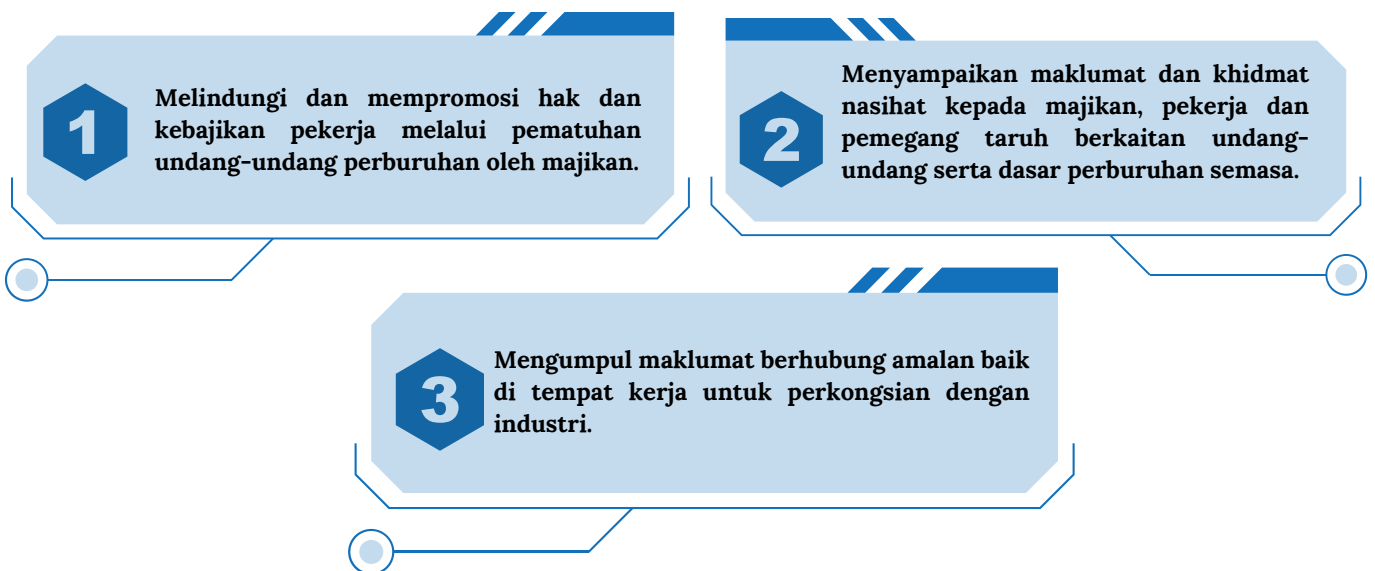 1
Melindungi dan mempromosi hak dan
kebajikan pekerja melalui pematuhan
undang-undang perburuhan oleh majikan.
2
Menyampaikan maklumat dan khidmat
nasihat kepada majikan, pekerja dan
pemegang taruh berkaitan undang-
undang serta dasar perburuhan semasa.
3
Mengumpul maklumat berhubung amalan baik
di tempat kerja untuk perkongsian dengan
industri.